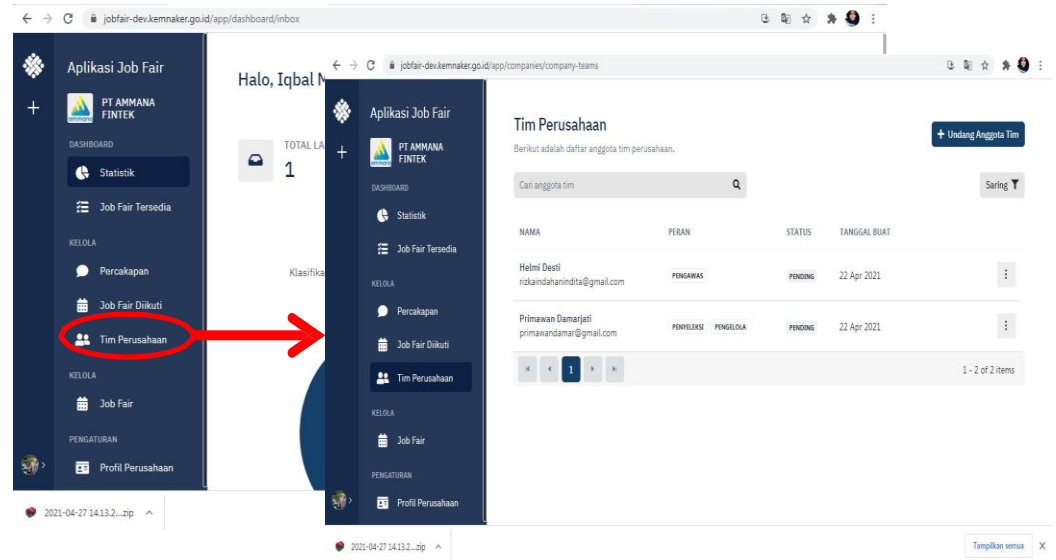 jobfair-dev.kemnaker.go.id/app/dashboard/inbox
Aplikasi Job Fair
PT AMMANA
FINTEK
DASHBOARD
Statistik
Job Fair Tersedia
KELOLA
Percakapan
Job Fair Diikuti
Tim Perusahaan
KELOLA
Job Fair
PENGATURAN
Profil Perusahaan
Halo, Iqbal
TOTAL LA
1
Klasifika
2021-04-27 14.13.2....zip
jobfair-dev.kemnaker.go.id/app/companies/company-teams
Aplikasi Job Fair
PT AMMANA
FINTEK
DASHBOARD
Statistik
Job Fair Tersedia
KELOLA
Percakapan
Job Fair Diikuti
Tim Perusahaan
KELOLA
Job Fair
PENGATURAN
Profil Perusahaan
Tim Perusahaan
+ Undang Anggota Tim
Berikut adalah daftar anggota tim perusahaan.
Cari anggota tim
Saring
NAMA PERAN STATUS TANGGAL BUAT
Helmi Desti
rizkaindahanindita@gmail.com PENGAWAS PENDING 22 Apr 2021
Primawan Damarjati
primawandamar@gmail.com PENYELEKSI PENGELOLA PENDING 22 Apr 2021
1
1 - 2 of 2 items
2021-04-27 14.13.2....zip
Tampilkan semua X